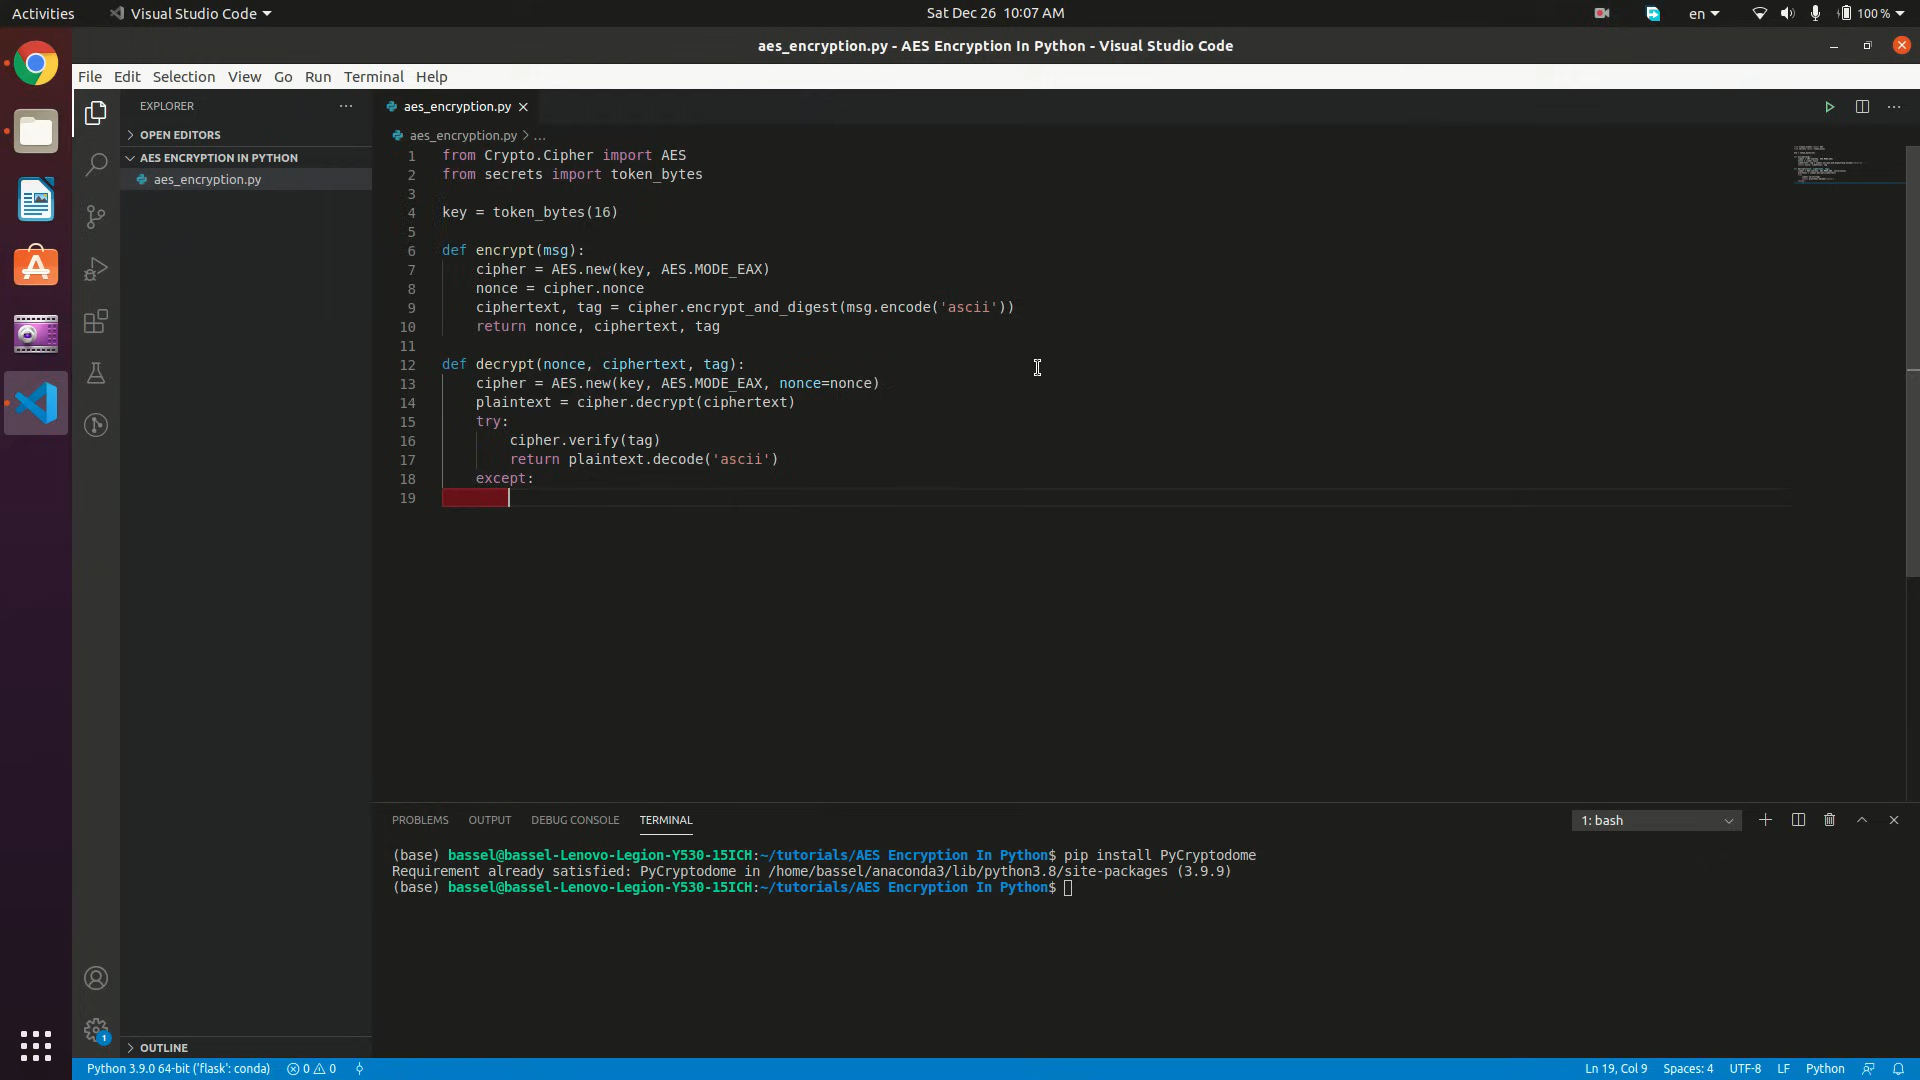 Activities
Visual Studio Code
Sat Dec 26 10:07 AM
en
100 %
aes_encryption.py - AES Encryption In Python - Visual Studio Code
File Edit Selection View Go Run Terminal Help
EXPLORER
OPEN EDITORS
AES ENCRYPTION IN PYTHON
aes_encryption.py
OUTLINE
aes_encryption.py
aes_encryption.py > ...
1 from Crypto.Cipher import AES
2 from secrets import token_bytes
3
4 key = token_bytes(16)
5
6 def encrypt(msg):
7 cipher = AES.new(key, AES.MODE_EAX)
8 nonce = cipher.nonce
9 ciphertext, tag = cipher.encrypt_and_digest(msg.encode('ascii'))
10 return nonce, ciphertext, tag
11
12 def decrypt(nonce, ciphertext, tag):
13 cipher = AES.new(key, AES.MODE_EAX, nonce=nonce)
14 plaintext = cipher.decrypt(ciphertext)
15 try:
16 cipher.verify(tag)
17 return plaintext.decode('ascii')
18 except:
19
PROBLEMS OUTPUT DEBUG CONSOLE TERMINAL
1: bash
(base) bassel@bassel-Lenovo-Legion-Y530-15ICH:~/tutorials/AES Encryption In Python$ pip install PyCryptodome
Requirement already satisfied: PyCryptodome in /home/bassel/anaconda3/lib/python3.8/site-packages (3.9.9)
(base) bassel@bassel-Lenovo-Legion-Y530-15ICH:~/tutorials/AES Encryption In Python$
1
Python 3.9.0 64-bit ('flask': conda) 0 0
Ln 19, Col 9 Spaces: 4 UTF-8 LF Python